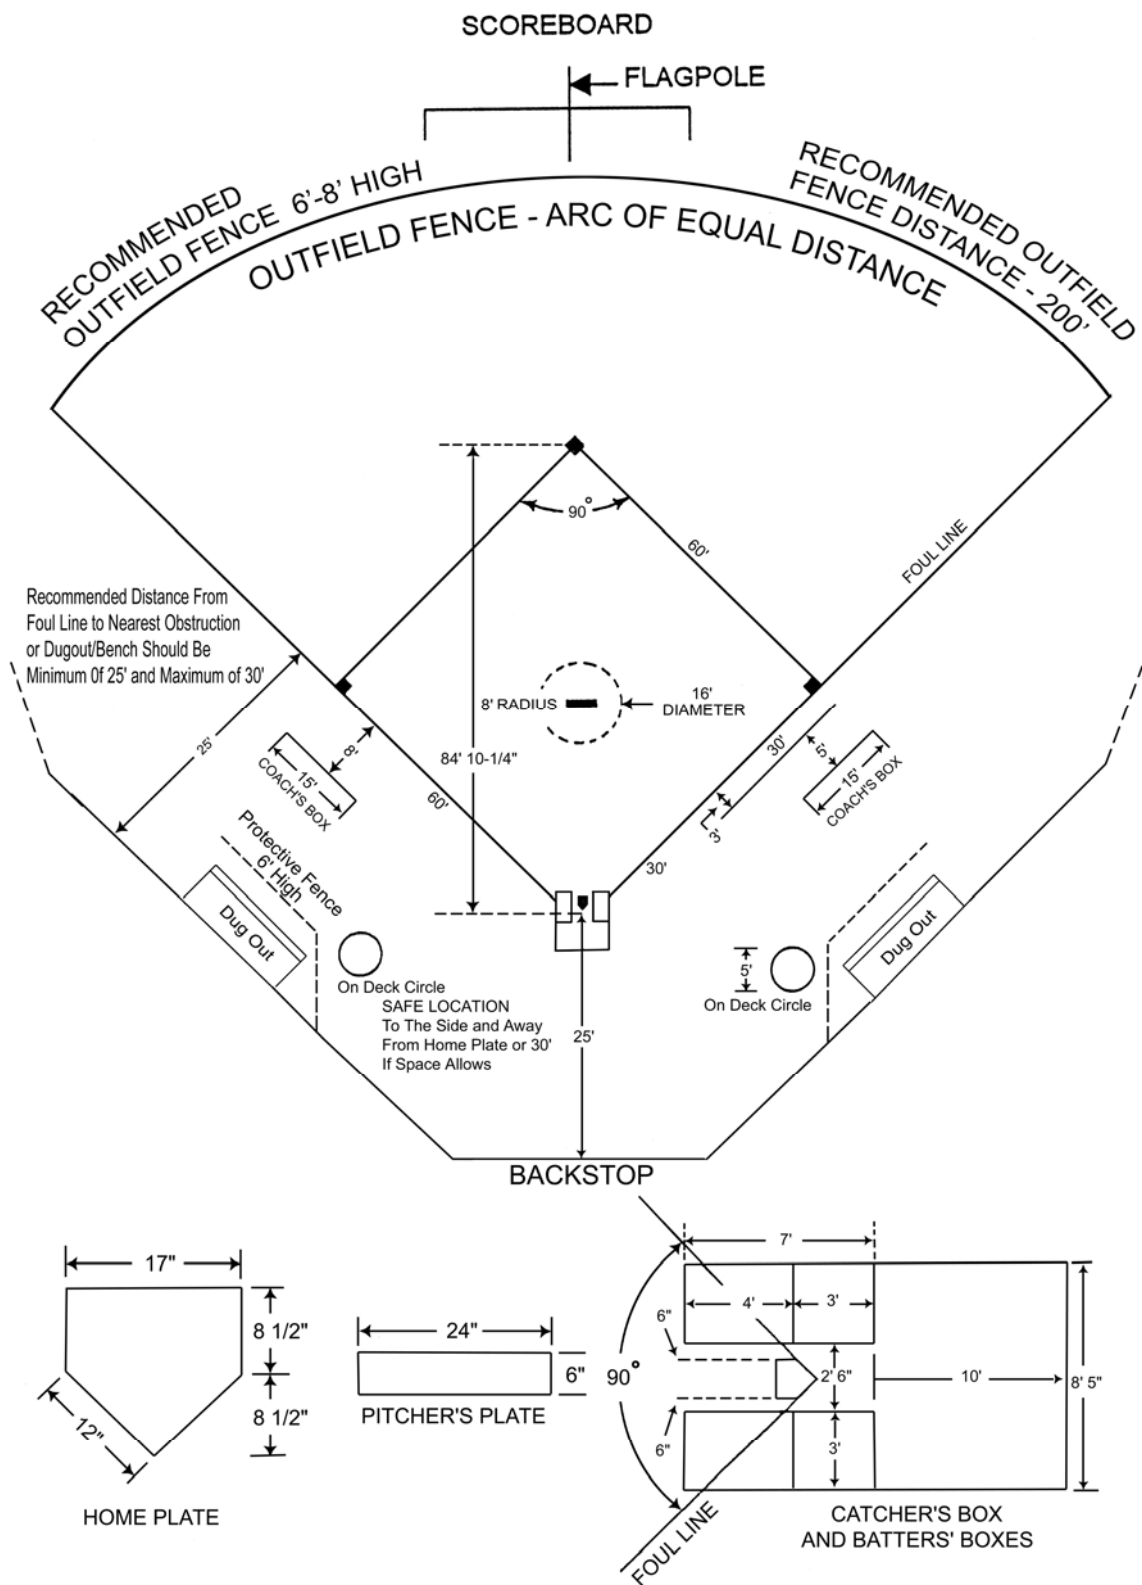 SCOREBOARD
FLAGPOLE
RECOMMENDED
OUTFIELD FENCE 6'-8' HIGH
RECOMMENDED OUTFIELD
FENCE DISTANCE - 200'
OUTFIELD FENCE - ARC OF EQUAL DISTANCE
90°
60'
FOUL LINE
Recommended Distance From
Foul Line to Nearest Obstruction
or Dugout/Bench Should Be
Minimum 0f 25' and Maximum of 30'
8' RADIUS
16'
DIAMETER
25'
8'
15'
COACH'S BOX
84' 10-1/4"
60'
30'
5'
15'
COACH'S BOX
3'
30'
Protective Fence
6' High
Dug Out
Dug Out
On Deck Circle
5'
On Deck Circle
SAFE LOCATION
To The Side and Away
From Home Plate or 30'
If Space Allows
25'
BACKSTOP
17"
8 1/2"
8 1/2"
12"
HOME PLATE
24"
6"
PITCHER'S PLATE
90°
7'
4'
3'
6"
2' 6"
10'
8' 5"
6"
3'
FOUL LINE
CATCHER'S BOX
AND BATTERS' BOXES